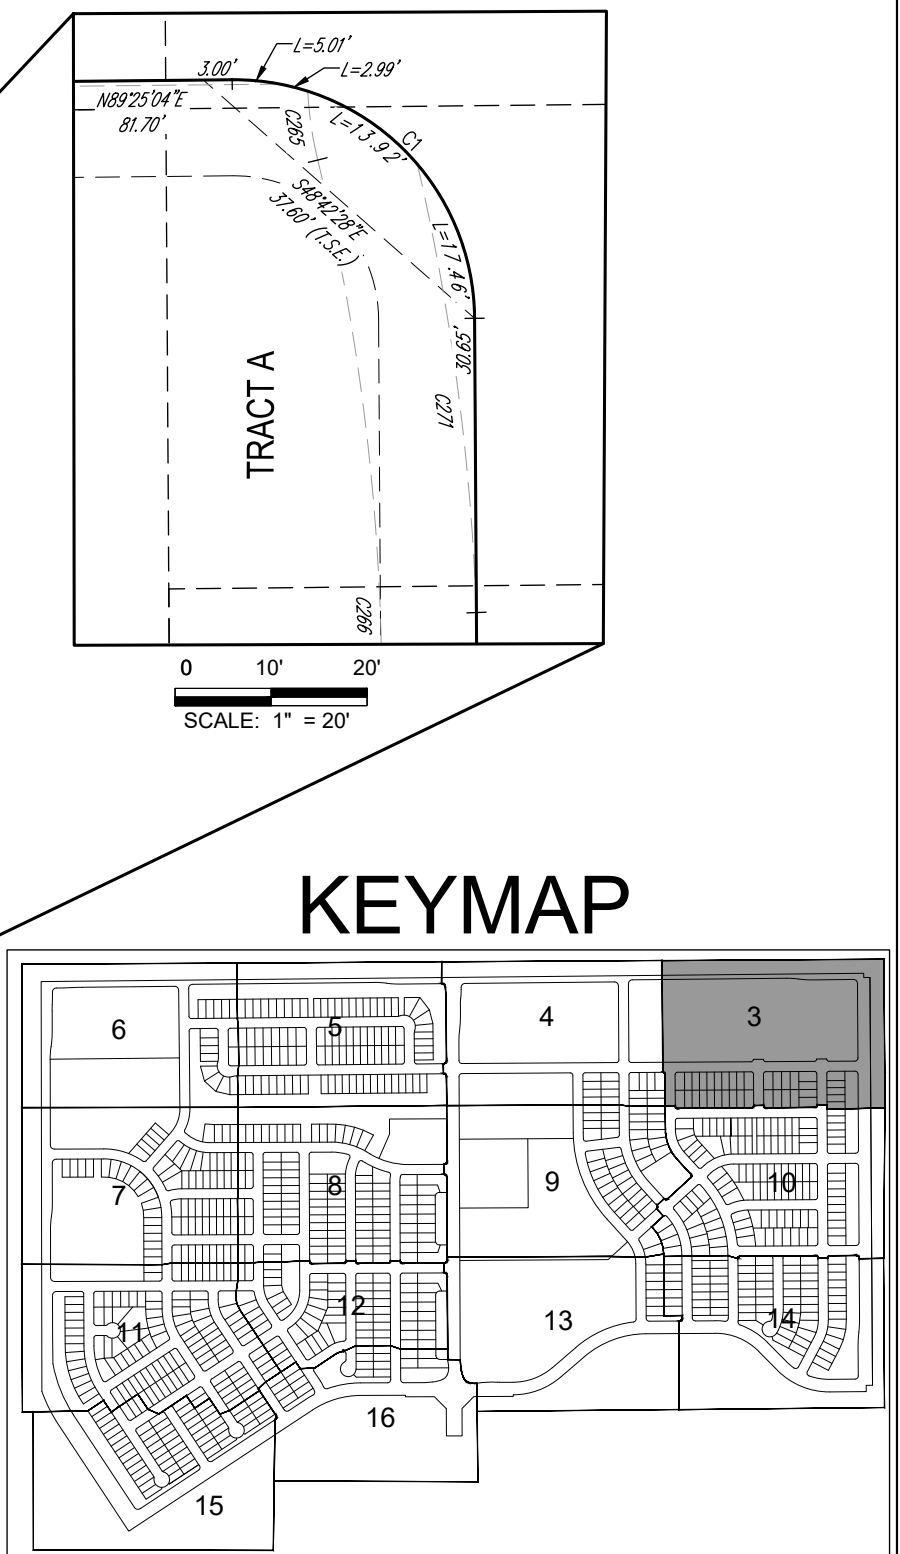 L=5.01'
3.00'
L=2.99'
N89°25'04"E
81.70'
C265
L=13.92'
C1
S48°42'28"E
37.60' (T.S.E.)
L=17.46'
30.65'
TRACT A
C271
C266
0 10' 20'
SCALE: 1" = 20'
KEYMAP
6
5
4
3
7
8
9
10
11
12
13
14
16
15